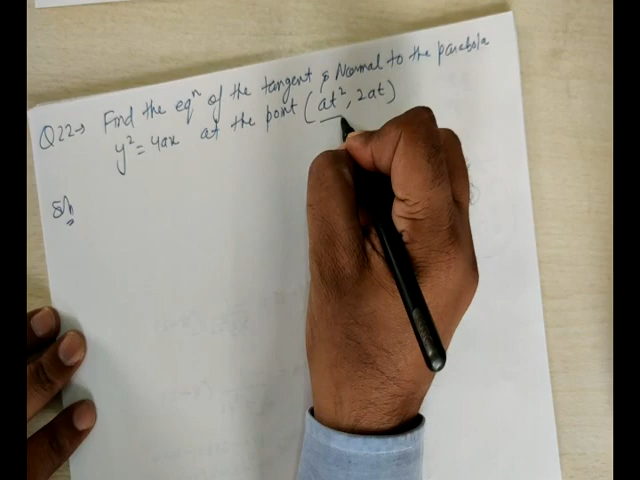 Q22→ Find the eqⁿ of the tangent & Normal to the parabola
y² = 4ax at the point (at², 2at)
Sol